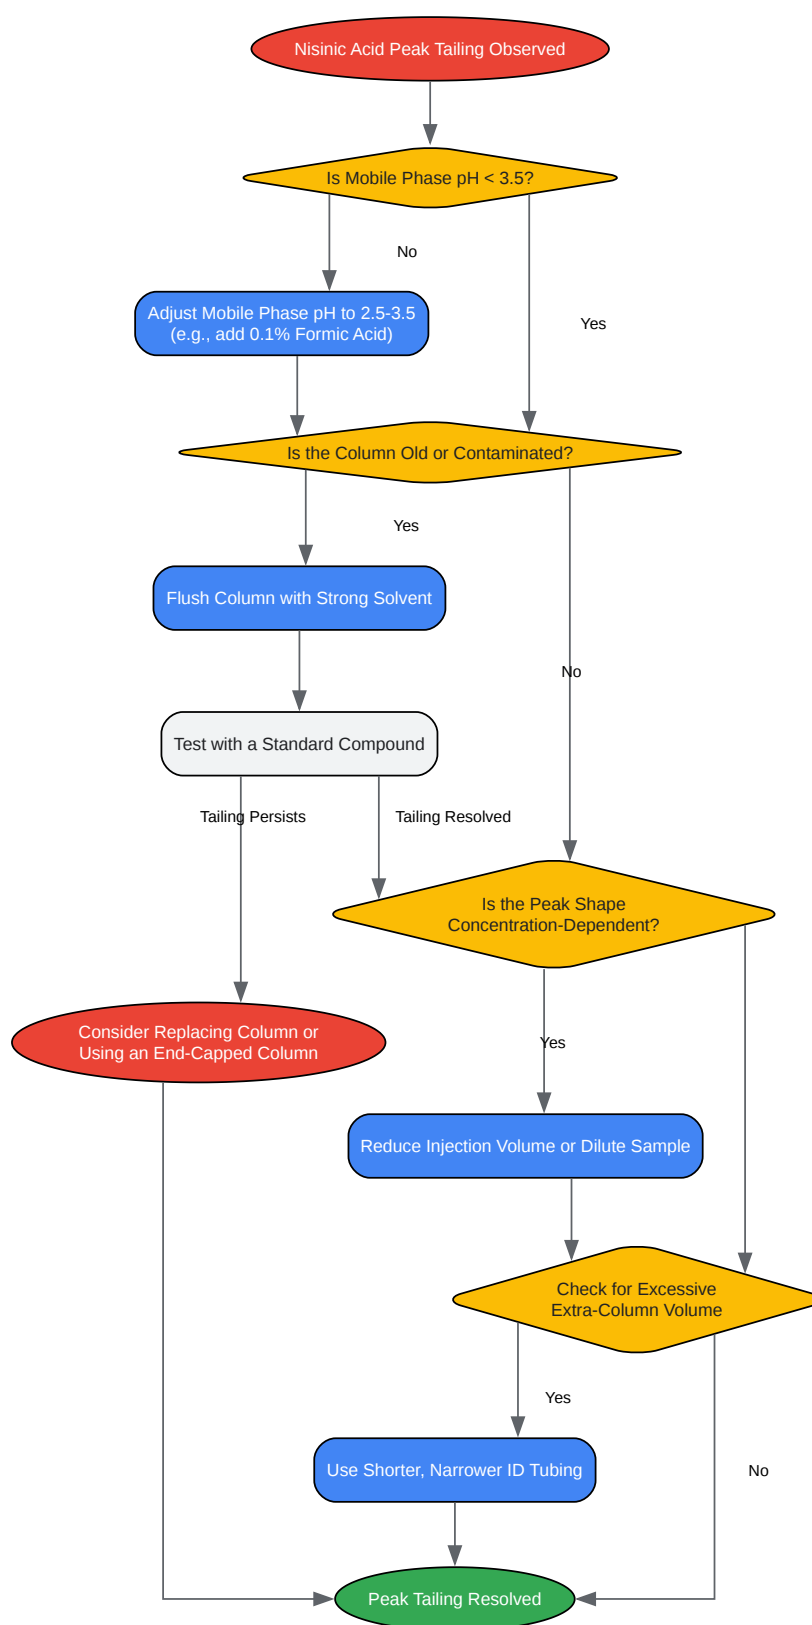 Nisinic Acid Peak Tailing Observed
Is Mobile Phase pH < 3.5?
No
Adjust Mobile Phase pH to 2.5-3.5
(e.g., add 0.1% Formic Acid)
Yes
Is the Column Old or Contaminated?
Yes
Flush Column with Strong Solvent
No
Test with a Standard Compound
Tailing Persists
Tailing Resolved
Is the Peak Shape
Concentration-Dependent?
Consider Replacing Column or
Using an End-Capped Column
Yes
Reduce Injection Volume or Dilute Sample
Check for Excessive
Extra-Column Volume
Yes
Use Shorter, Narrower ID Tubing
No
Peak Tailing Resolved